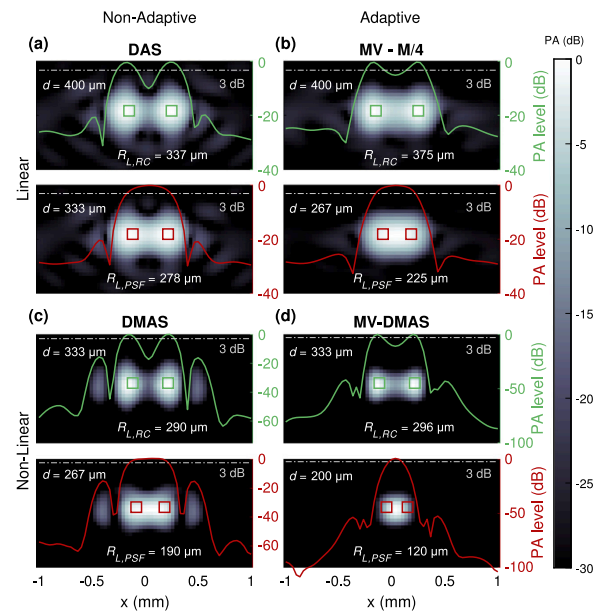 Non-Adaptive
Adaptive
PA (dB)
(a)
DAS
(b)
MV - M/4
d = 400 µm
3 dB
R_L,RC = 337 µm
0
-20
-40
d = 400 µm
3 dB
R_L,RC = 375 µm
0
-20
-40
PA level (dB)
Linear
d = 333 µm
3 dB
R_L,PSF = 278 µm
0
-20
-40
d = 267 µm
3 dB
R_L,PSF = 225 µm
0
-20
-40
PA level (dB)
(c)
DMAS
(d)
MV-DMAS
d = 333 µm
3 dB
R_L,RC = 290 µm
0
-20
-40
-60
d = 333 µm
3 dB
R_L,RC = 296 µm
0
-50
-100
PA level (dB)
Non-Linear
d = 267 µm
3 dB
R_L,PSF = 190 µm
0
-20
-40
-60
d = 200 µm
3 dB
R_L,PSF = 120 µm
0
-50
-100
PA level (dB)
-1 -0.5 0 0.5 1
x (mm)
-1 -0.5 0 0.5 1
x (mm)
0
-5
-10
-15
-20
-25
-30